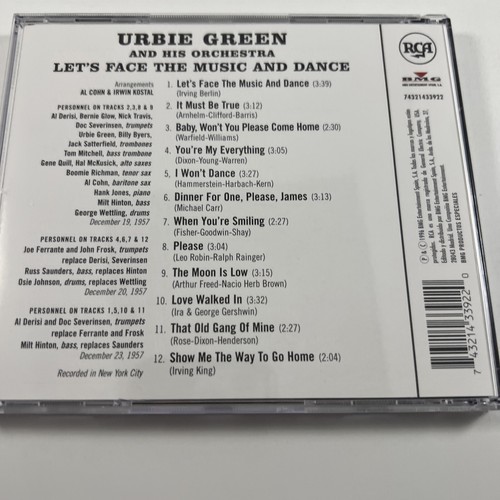 URBIE GREEN
AND HIS ORCHESTRA
LET'S FACE THE MUSIC AND DANCE
Arrangements
AL COHN & IRWIN KOSTAL
PERSONNEL ON TRACKS 2,3,8 & 9
Al Derisi, Bernie Glow, Nick Travis,
Doc Severinsen, trumpets
Urbie Green, Billy Byers,
Jack Satterfield, trombones
Tom Mitchell, bass trombone
Gene Quill, Hal McKusick, alto saxes
Boomie Richman, tenor sax
Al Cohn, baritone sax
Hank Jones, piano
Milt Hinton, bass
George Wettling, drums
December 19, 1957
PERSONNEL ON TRACKS 4,6,7 & 12
Joe Ferrante and John Frosk, trumpets
replace Derisi, Severinsen
Russ Saunders, bass, replaces Hinton
Osie Johnson, drums, replaces Wettling
December 20, 1957
PERSONNEL ON TRACKS 1,5,10 & 11
Al Derisi and Doc Severinsen, trumpets
replace Ferrante and Frosk
Milt Hinton, bass, replaces Saunders
December 23, 1957
Recorded in New York City
1. Let's Face The Music And Dance (3:39)
(Irving Berlin)
2. It Must Be True (3:12)
(Arnheim-Clifford-Barris)
3. Baby, Won't You Please Come Home (2:30)
(Warfield-Williams)
4. You're My Everything (3:05)
(Dixon-Young-Warren)
5. I Won't Dance (3:27)
(Hammerstein-Harbach-Kern)
6. Dinner For One, Please, James (3:13)
(Michael Carr)
7. When You're Smiling (2:27)
(Fisher-Goodwin-Shay)
8. Please (3:04)
(Leo Robin-Ralph Rainger)
9. The Moon Is Low (3:15)
(Arthur Freed-Nacio Herb Brown)
10. Love Walked In (3:32)
(Ira & George Gershwin)
11. That Old Gang Of Mine (2:27)
(Rose-Dixon-Henderson)
12. Show Me The Way To Go Home (2:04)
(Irving King)
RCA
BMG
74321433922
BMG PRODUCTOS ESPECIALES
7 43214 33922 0